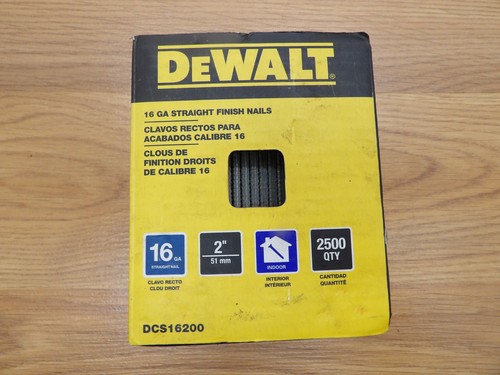 DEWALT®
16 GA STRAIGHT FINISH NAILS
CLAVOS RECTOS PARA
ACABADOS CALIBRE 16
CLOUS DE
FINITION DROITS
DE CALIBRE 16
16 GA
STRAIGHT NAIL
CLAVO RECTO
CLOU DROIT
2"
51 mm
INDOOR
INTERIOR
INTÉRIEUR
2500
QTY
CANTIDAD
QUANTITÉ
DCS16200